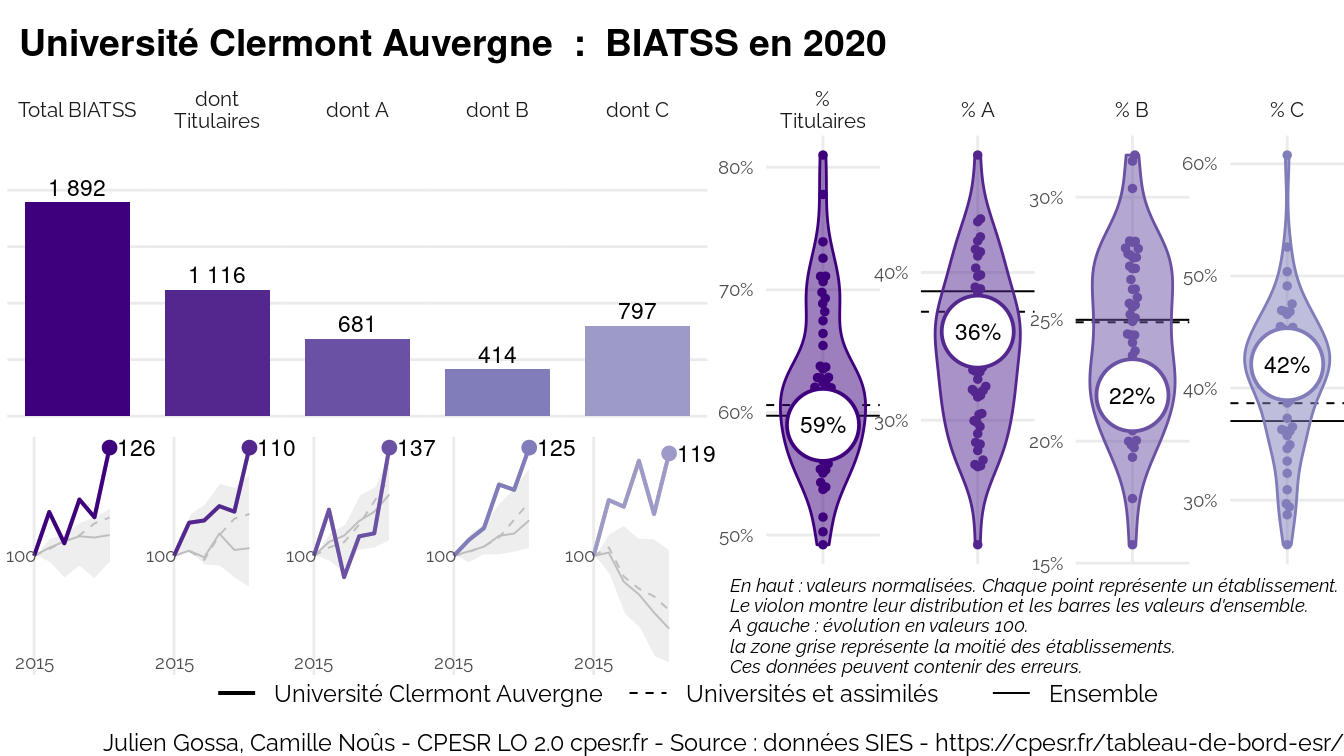 Université Clermont Auvergne : BIATSS en 2020
Total BIATSS
dont
Titulaires
dont A
dont B
dont C
1 892
1 116
681
414
797
126
100
2015
110
100
2015
137
100
2015
125
100
2015
119
100
2015
%
Titulaires
80%
70%
60%
50%
59%
% A
40%
30%
36%
% B
30%
25%
20%
15%
22%
% C
60%
50%
40%
30%
42%
En haut : valeurs normalisées. Chaque point représente un établissement.
Le violon montre leur distribution et les barres les valeurs d'ensemble.
A gauche : évolution en valeurs 100.
la zone grise représente la moitié des établissements.
Ces données peuvent contenir des erreurs.
Université Clermont Auvergne
Universités et assimilés
Ensemble
Julien Gossa, Camille Noûs - CPESR LO 2.0 cpesr.fr - Source : données SIES - https://cpesr.fr/tableau-de-bord-esr/